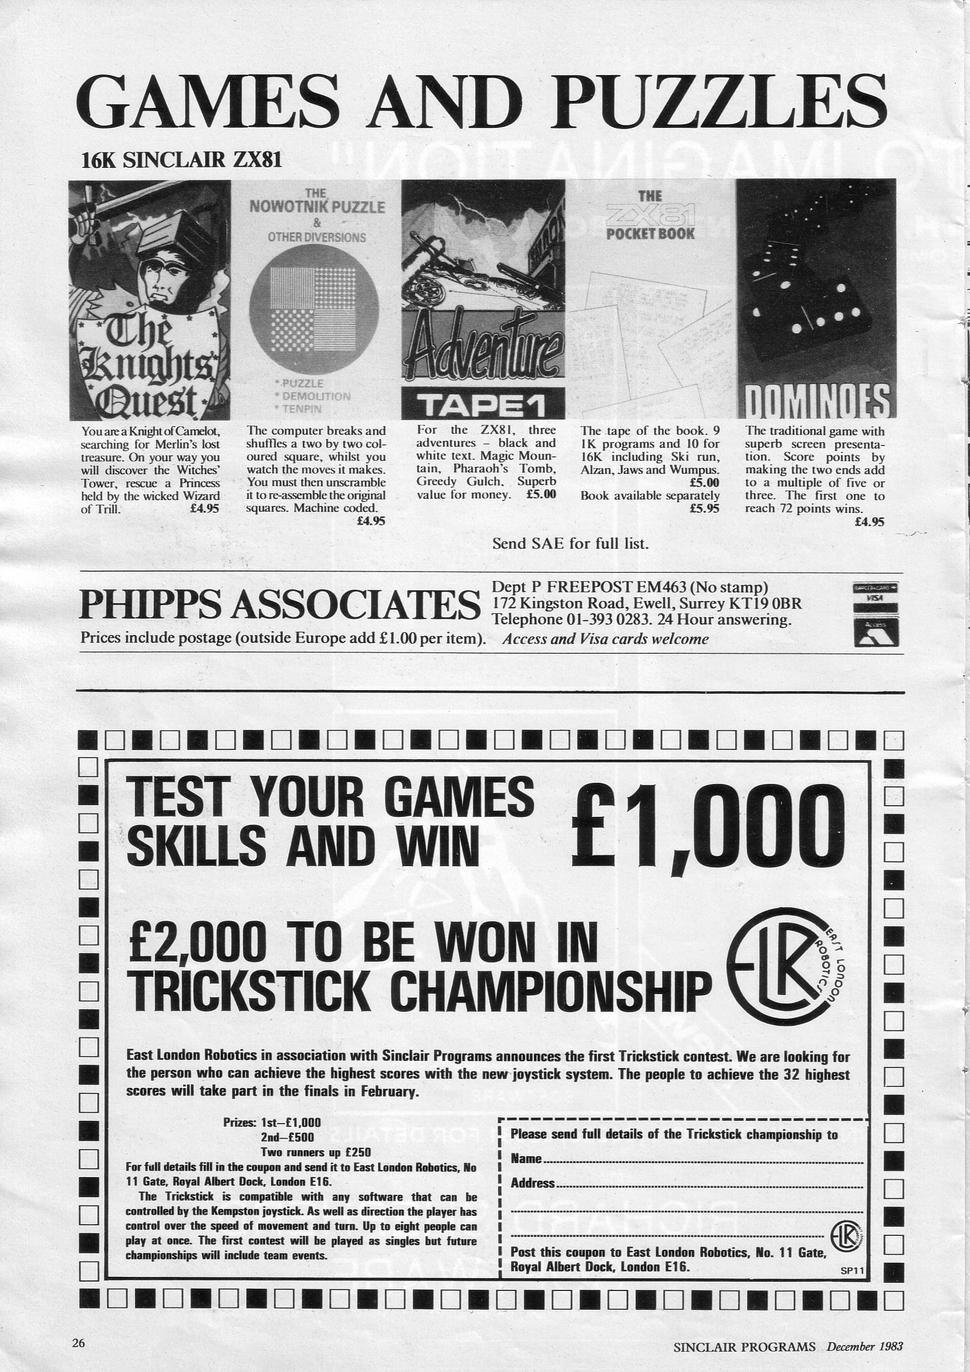 GAMES AND PUZZLES
16K SINCLAIR ZX81
The
Knights
Quest
THE
NOWOTNIK PUZZLE
&
OTHER DIVERSIONS
* PUZZLE
* DEMOLITION
* TENPIN
Adventure
TAPE 1
THE
ZX81
POCKET BOOK
DOMINOES
You are a Knight of Camelot,
searching for Merlin's lost
treasure. On your way you
will discover the Witches'
Tower, rescue a Princess
held by the wicked Wizard
of Trill. £4.95
The computer breaks and
shuffles a two by two col-
oured square, whilst you
watch the moves it makes.
You must then unscramble
it to re-assemble the original
squares. Machine coded.
£4.95
For the ZX81, three
adventures – black and
white text. Magic Moun-
tain, Pharaoh's Tomb,
Greedy Gulch. Superb
value for money. £5.00
The tape of the book. 9
1K programs and 10 for
16K including Ski run,
Alzan, Jaws and Wumpus.
£5.00
Book available separately
£5.95
The traditional game with
superb screen presenta-
tion. Score points by
making the two ends add
to a multiple of five or
three. The first one to
reach 72 points wins.
£4.95
Send SAE for full list.
PHIPPS ASSOCIATES
Dept P FREEPOST EM463 (No stamp)
172 Kingston Road, Ewell, Surrey KT19 0BR
Telephone 01-393 0283. 24 Hour answering.
Prices include postage (outside Europe add £1.00 per item). Access and Visa cards welcome
VISA
Access
TEST YOUR GAMES
SKILLS AND WIN
£1,000
£2,000 TO BE WON IN
TRICKSTICK CHAMPIONSHIP
ELR
EAST LONDON
ROBOTICS
East London Robotics in association with Sinclair Programs announces the first Trickstick contest. We are looking for
the person who can achieve the highest scores with the new joystick system. The people to achieve the 32 highest
scores will take part in the finals in February.
Prizes: 1st—£1,000
2nd—£500
Two runners up £250
For full details fill in the coupon and send it to East London Robotics, No
11 Gate, Royal Albert Dock, London E16.
The Trickstick is compatible with any software that can be
controlled by the Kempston joystick. As well as direction the player has
control over the speed of movement and turn. Up to eight people can
play at once. The first contest will be played as singles but future
championships will include team events.
Please send full details of the Trickstick championship to
Name
Address
ELR
Post this coupon to East London Robotics, No. 11 Gate,
Royal Albert Dock, London E16.
SP11
26
SINCLAIR PROGRAMS December 1983